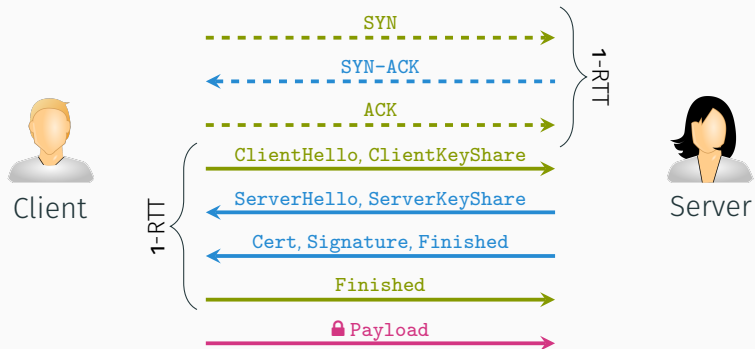 SYN
SYN-ACK
1-RTT
ACK
ClientHello, ClientKeyShare
Client
ServerHello, ServerKeyShare
Server
1-RTT
Cert, Signature, Finished
Finished
Payload